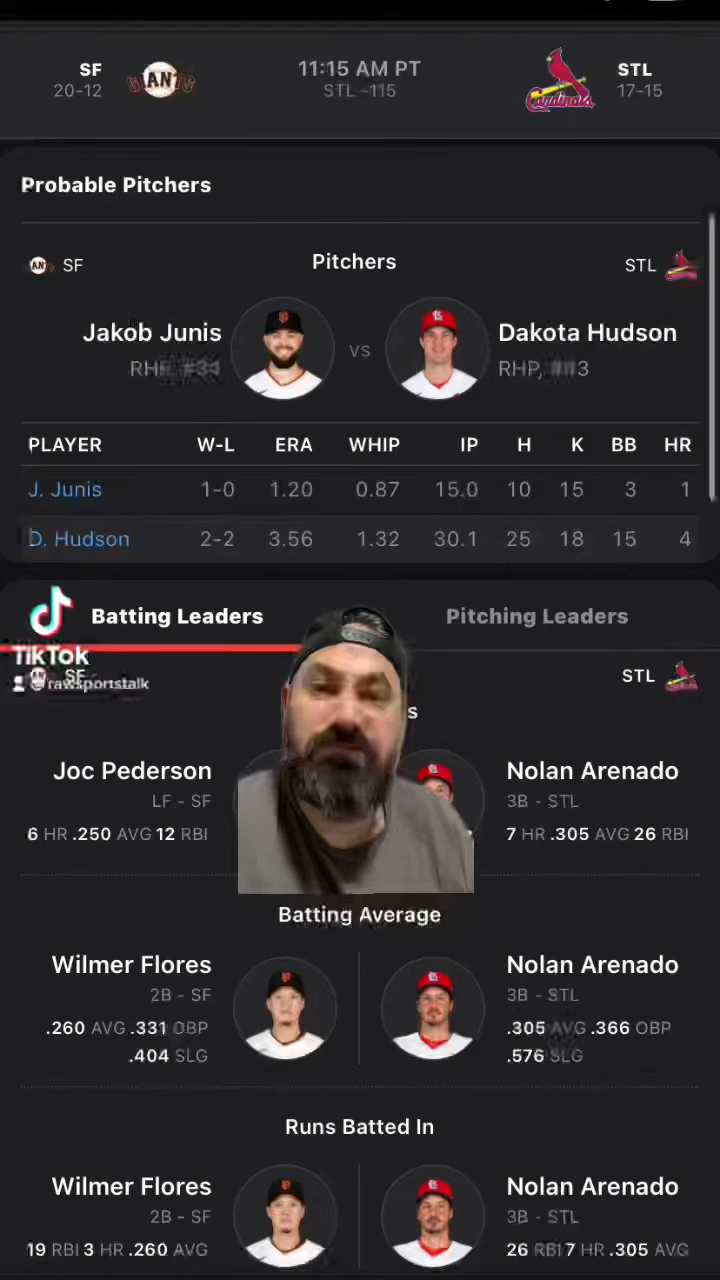 SF
20-12
GIANTS
11:15 AM PT
STL -115
Cardinals
STL
17-15
Probable Pitchers
SF
Pitchers
STL
Jakob Junis
VS
Dakota Hudson
RHP,
PLAYER W-L ERA WHIP IP H K BB HR
J. Junis 1-0 1.20 0.87 15.0 10 15 3 1
D. Hudson 2-2 3.56 1.32 30.1 25 18 15 4
Batting Leaders
Pitching Leaders
TikTok
@rawsportstalk
SF
STL
s
Joc Pederson
LF - SF
6 HR .250 AVG 12 RBI
Nolan Arenado
3B - STL
7 HR .305 AVG 26 RBI
Batting Average
Wilmer Flores
2B - SF
.260 AVG .331 OBP
.404 SLG
Nolan Arenado
3B - STL
.305 AVG .366 OBP
.576 SLG
Runs Batted In
Wilmer Flores
2B - SF
19 RBI 3 HR .260 AVG
Nolan Arenado
3B - STL
26 RBI 7 HR .305 AVG